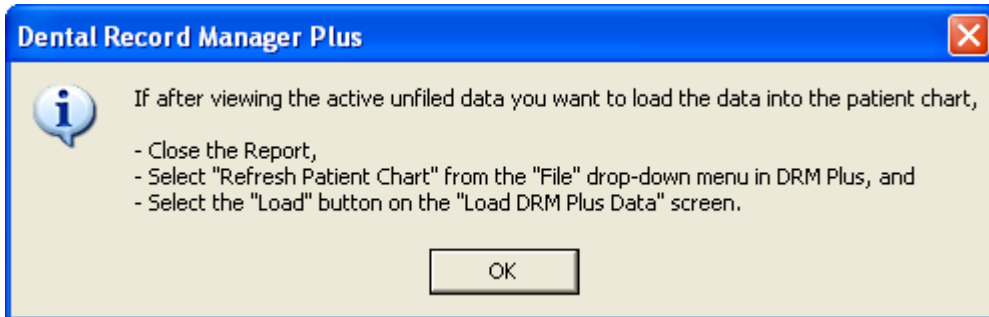 Dental Record Manager Plus
If after viewing the active unfiled data you want to load the data into the patient chart,
- Close the Report,
- Select "Refresh Patient Chart" from the "File" drop-down menu in DRM Plus, and
- Select the "Load" button on the "Load DRM Plus Data" screen.
OK